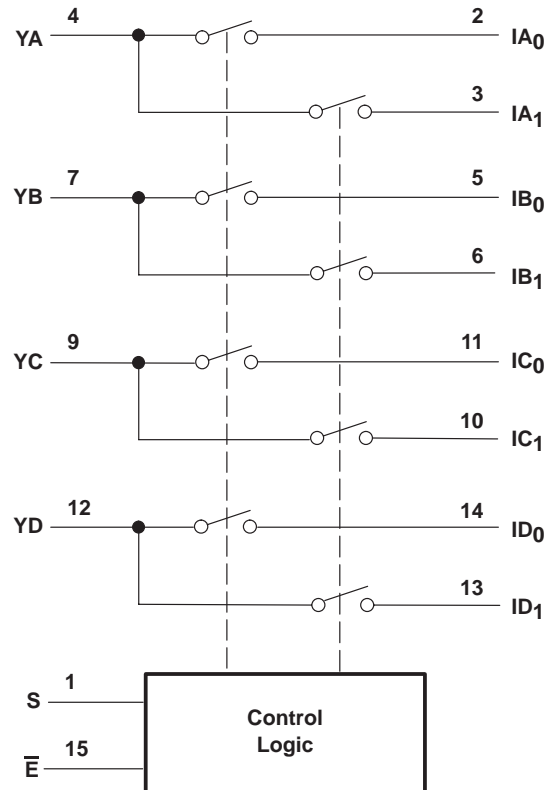 4 2
YA IA0
3
IA1
7 5
YB IB0
6
IB1
9 11
YC IC0
10
IC1
12 14
YD ID0
13
ID1
1
S
Control
Logic
15
E̅